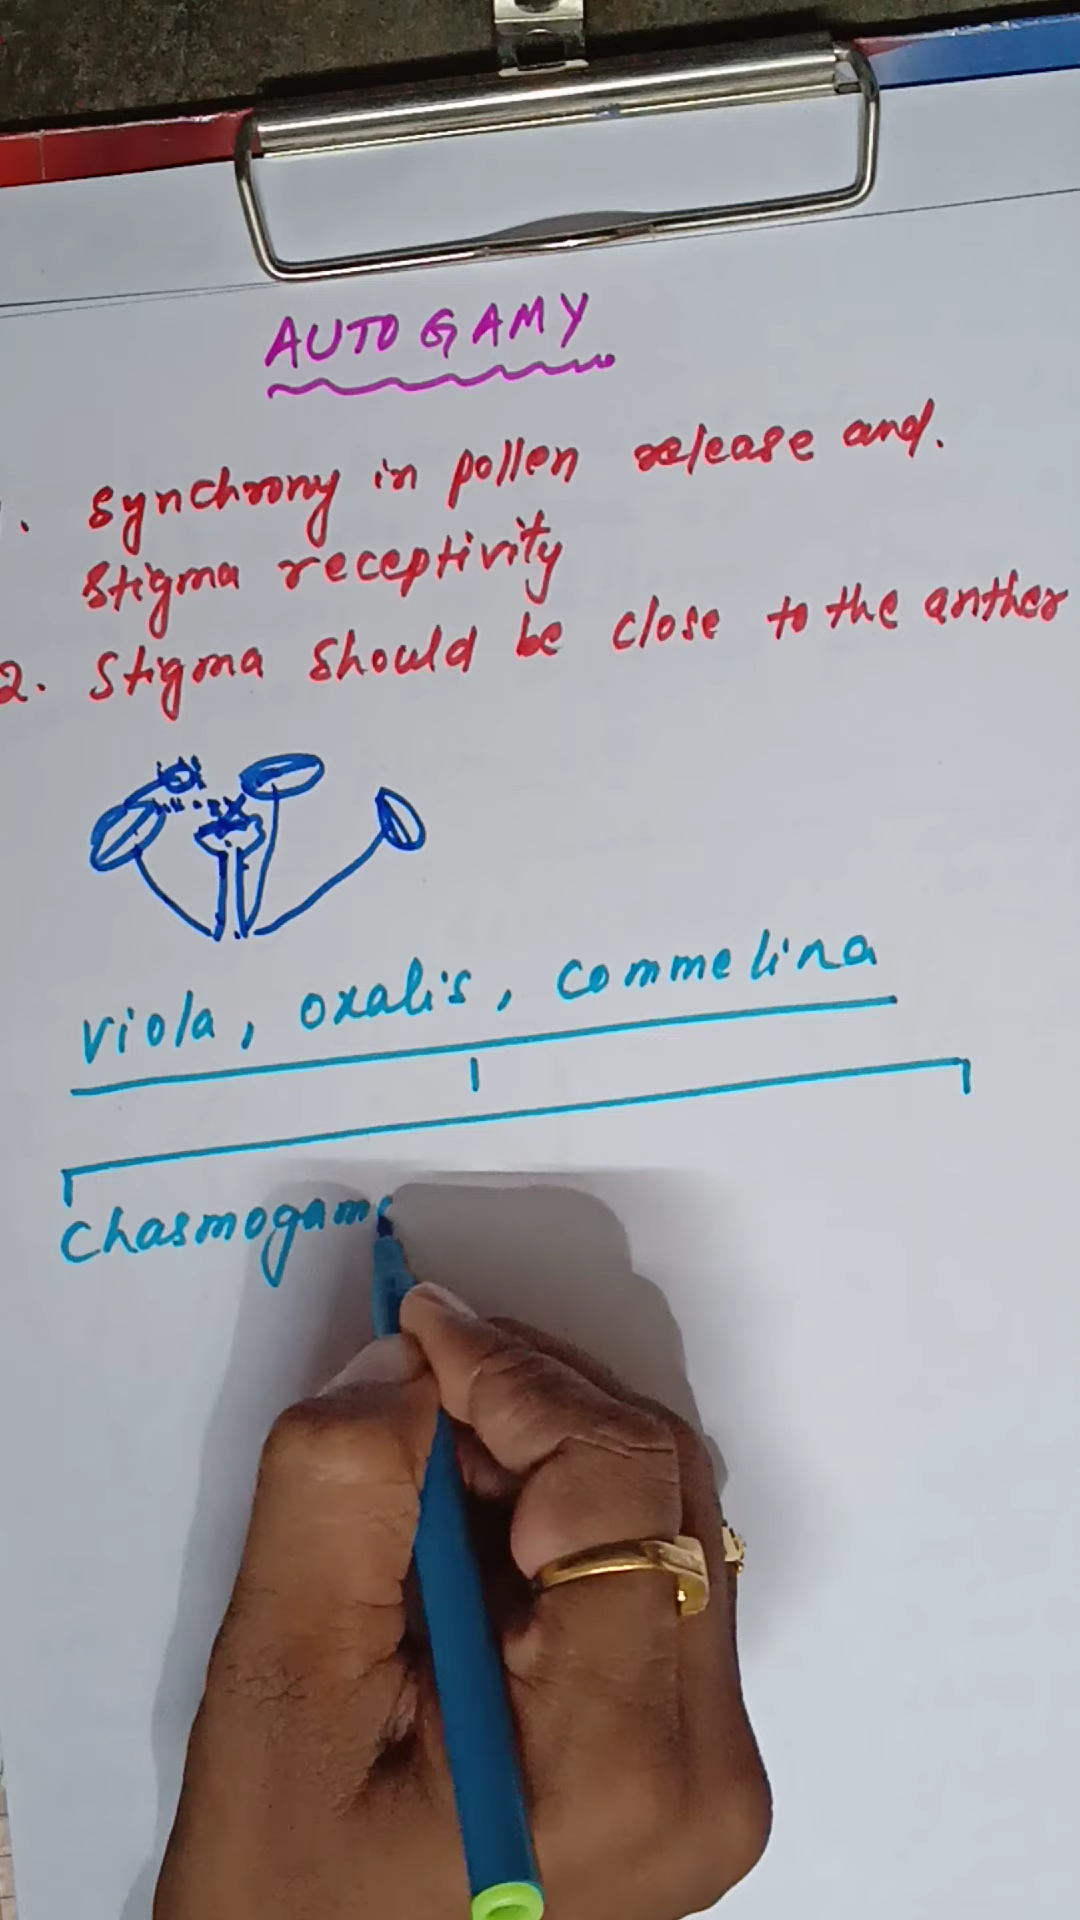 AUTOGAMY
1. Synchrony in pollen release and.
Stigma receptivity
2. Stigma should be close to the anther
Viola, oxalis, commelina
Chasmogamo